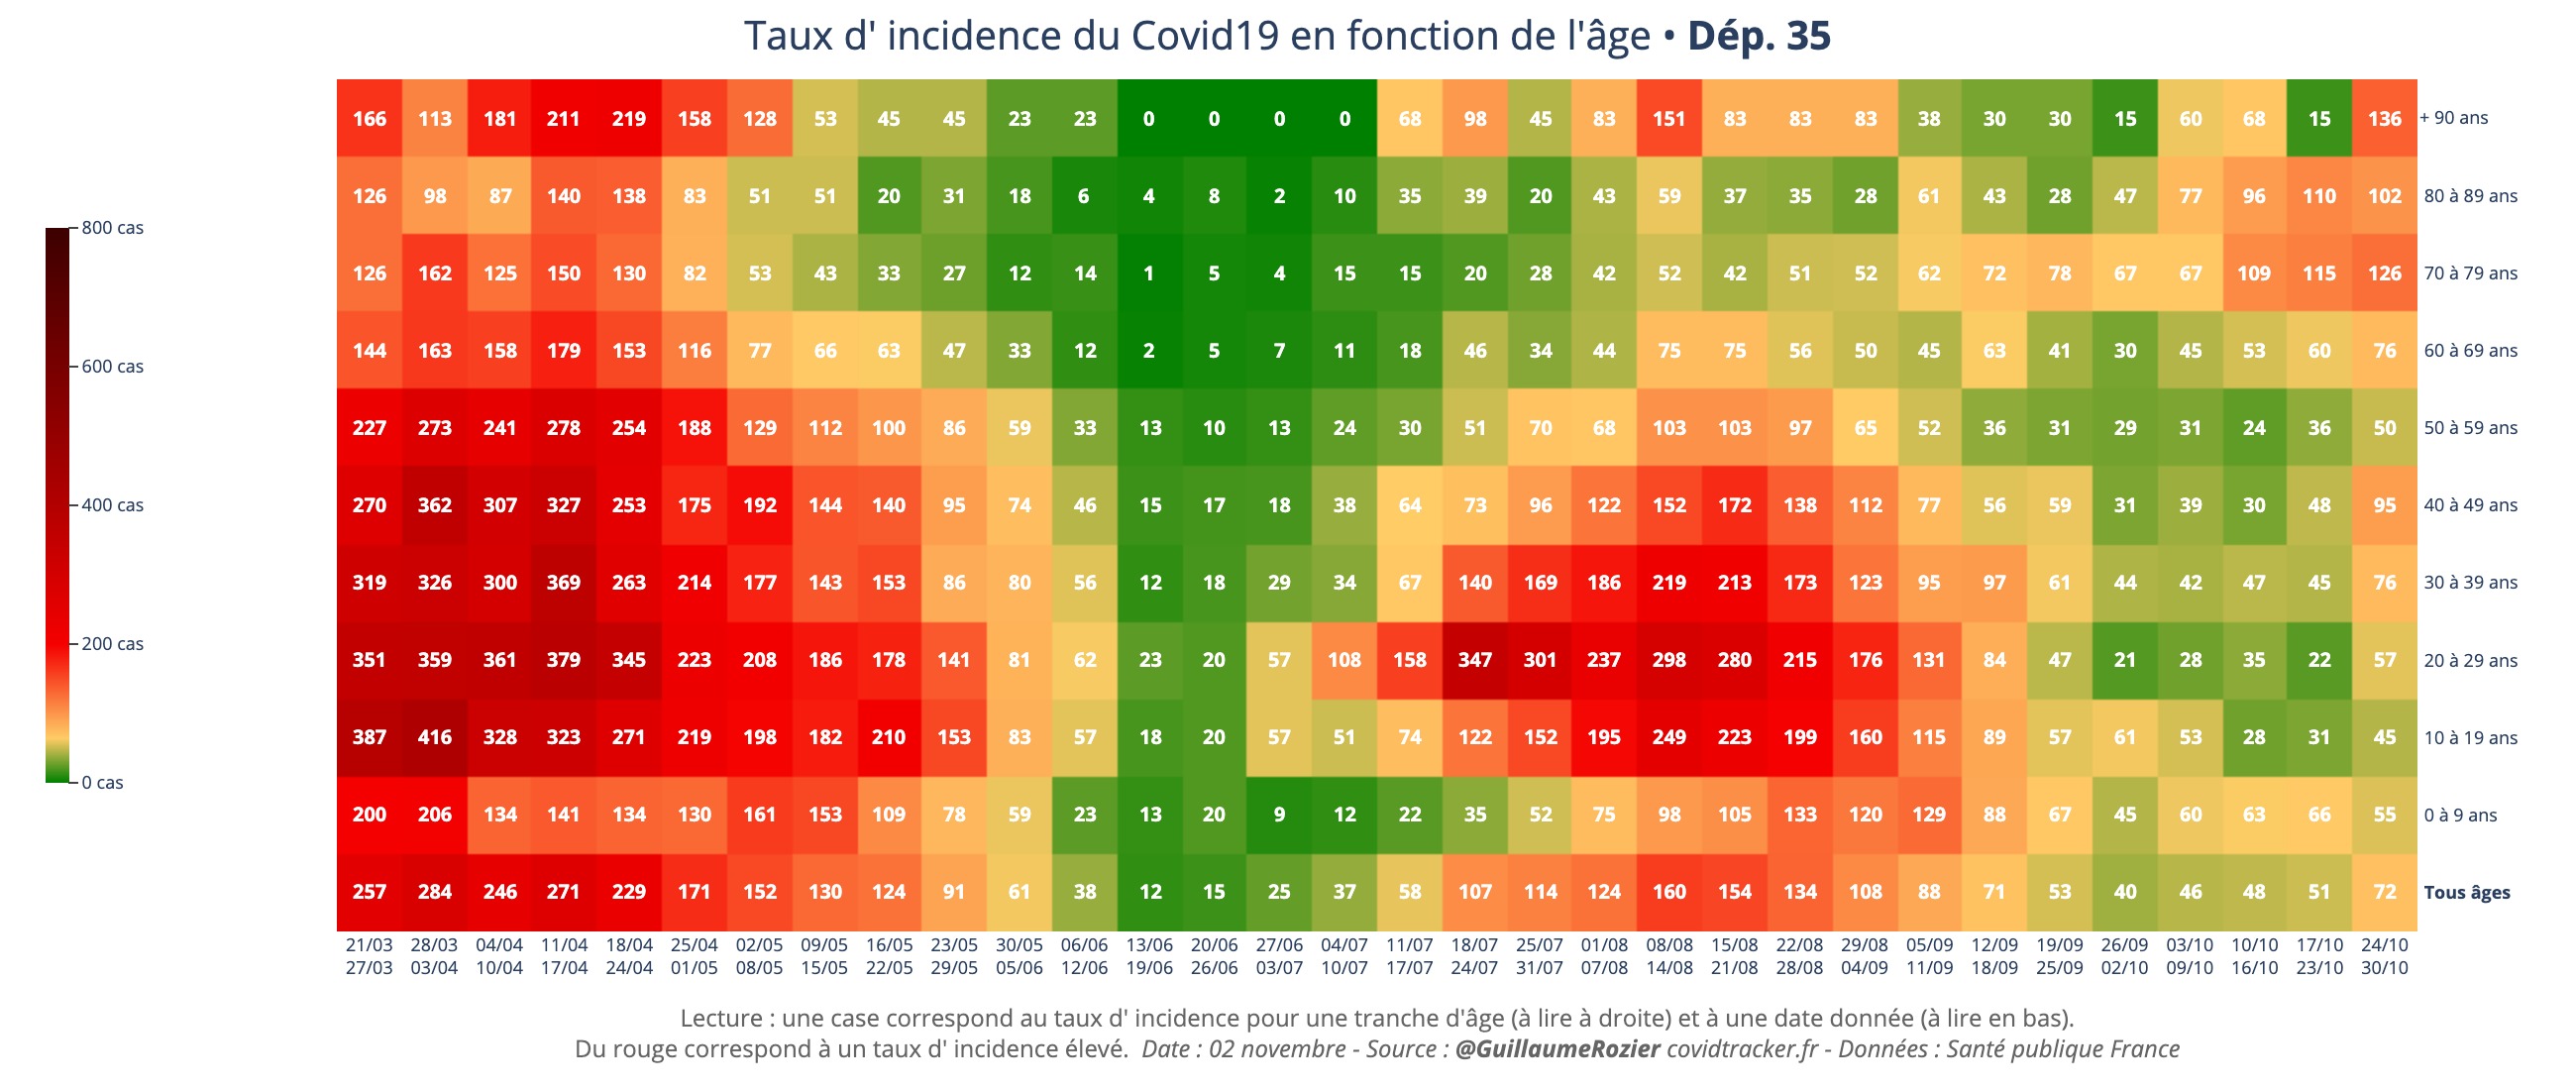 Taux d' incidence du Covid19 en fonction de l'âge • Dép. 35
800 cas
600 cas
400 cas
200 cas
0 cas
166 113 181 211 219 158 128 53 45 45 23 23 0 0 0 0 68 98 45 83 151 83 83 83 38 30 30 15 60 68 15 136 + 90 ans
126 98 87 140 138 83 51 51 20 31 18 6 4 8 2 10 35 39 20 43 59 37 35 28 61 43 28 47 77 96 110 102 80 à 89 ans
126 162 125 150 130 82 53 43 33 27 12 14 1 5 4 15 15 20 28 42 52 42 51 52 62 72 78 67 67 109 115 126 70 à 79 ans
144 163 158 179 153 116 77 66 63 47 33 12 2 5 7 11 18 46 34 44 75 75 56 50 45 63 41 30 45 53 60 76 60 à 69 ans
227 273 241 278 254 188 129 112 100 86 59 33 13 10 13 24 30 51 70 68 103 103 97 65 52 36 31 29 31 24 36 50 50 à 59 ans
270 362 307 327 253 175 192 144 140 95 74 46 15 17 18 38 64 73 96 122 152 172 138 112 77 56 59 31 39 30 48 95 40 à 49 ans
319 326 300 369 263 214 177 143 153 86 80 56 12 18 29 34 67 140 169 186 219 213 173 123 95 97 61 44 42 47 45 76 30 à 39 ans
351 359 361 379 345 223 208 186 178 141 81 62 23 20 57 108 158 347 301 237 298 280 215 176 131 84 47 21 28 35 22 57 20 à 29 ans
387 416 328 323 271 219 198 182 210 153 83 57 18 20 57 51 74 122 152 195 249 223 199 160 115 89 57 61 53 28 31 45 10 à 19 ans
200 206 134 141 134 130 161 153 109 78 59 23 13 20 9 12 22 35 52 75 98 105 133 120 129 88 67 45 60 63 66 55 0 à 9 ans
257 284 246 271 229 171 152 130 124 91 61 38 12 15 25 37 58 107 114 124 160 154 134 108 88 71 53 40 46 48 51 72 Tous âges
21/03 28/03 04/04 11/04 18/04 25/04 02/05 09/05 16/05 23/05 30/05 06/06 13/06 20/06 27/06 04/07 11/07 18/07 25/07 01/08 08/08 15/08 22/08 29/08 05/09 12/09 19/09 26/09 03/10 10/10 17/10 24/10
27/03 03/04 10/04 17/04 24/04 01/05 08/05 15/05 22/05 29/05 05/06 12/06 19/06 26/06 03/07 10/07 17/07 24/07 31/07 07/08 14/08 21/08 28/08 04/09 11/09 18/09 25/09 02/10 09/10 16/10 23/10 30/10
Lecture : une case correspond au taux d' incidence pour une tranche d'âge (à lire à droite) et à une date donnée (à lire en bas).
Du rouge correspond à un taux d' incidence élevé. Date : 02 novembre - Source : @GuillaumeRozier covidtracker.fr - Données : Santé publique France